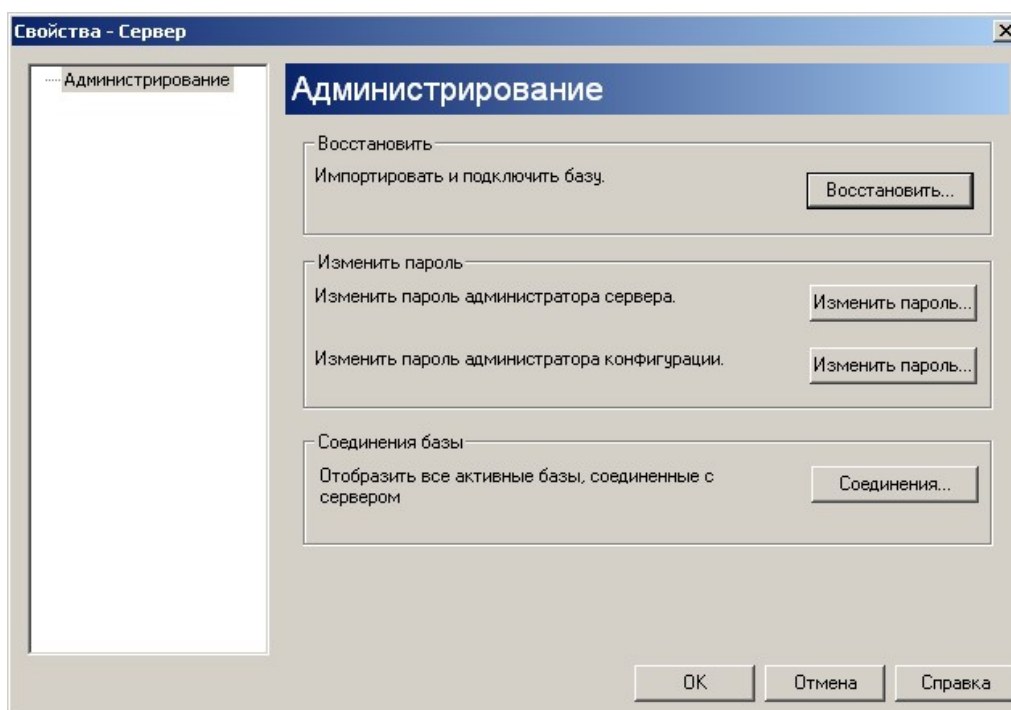 Свойства - Сервер
Администрирование
Администрирование
Восстановить
Импортировать и подключить базу.
Восстановить...
Изменить пароль
Изменить пароль администратора сервера.
Изменить пароль...
Изменить пароль администратора конфигурации.
Изменить пароль...
Соединения базы
Отобразить все активные базы, соединенные с
сервером
Соединения...
OK
Отмена
Справка